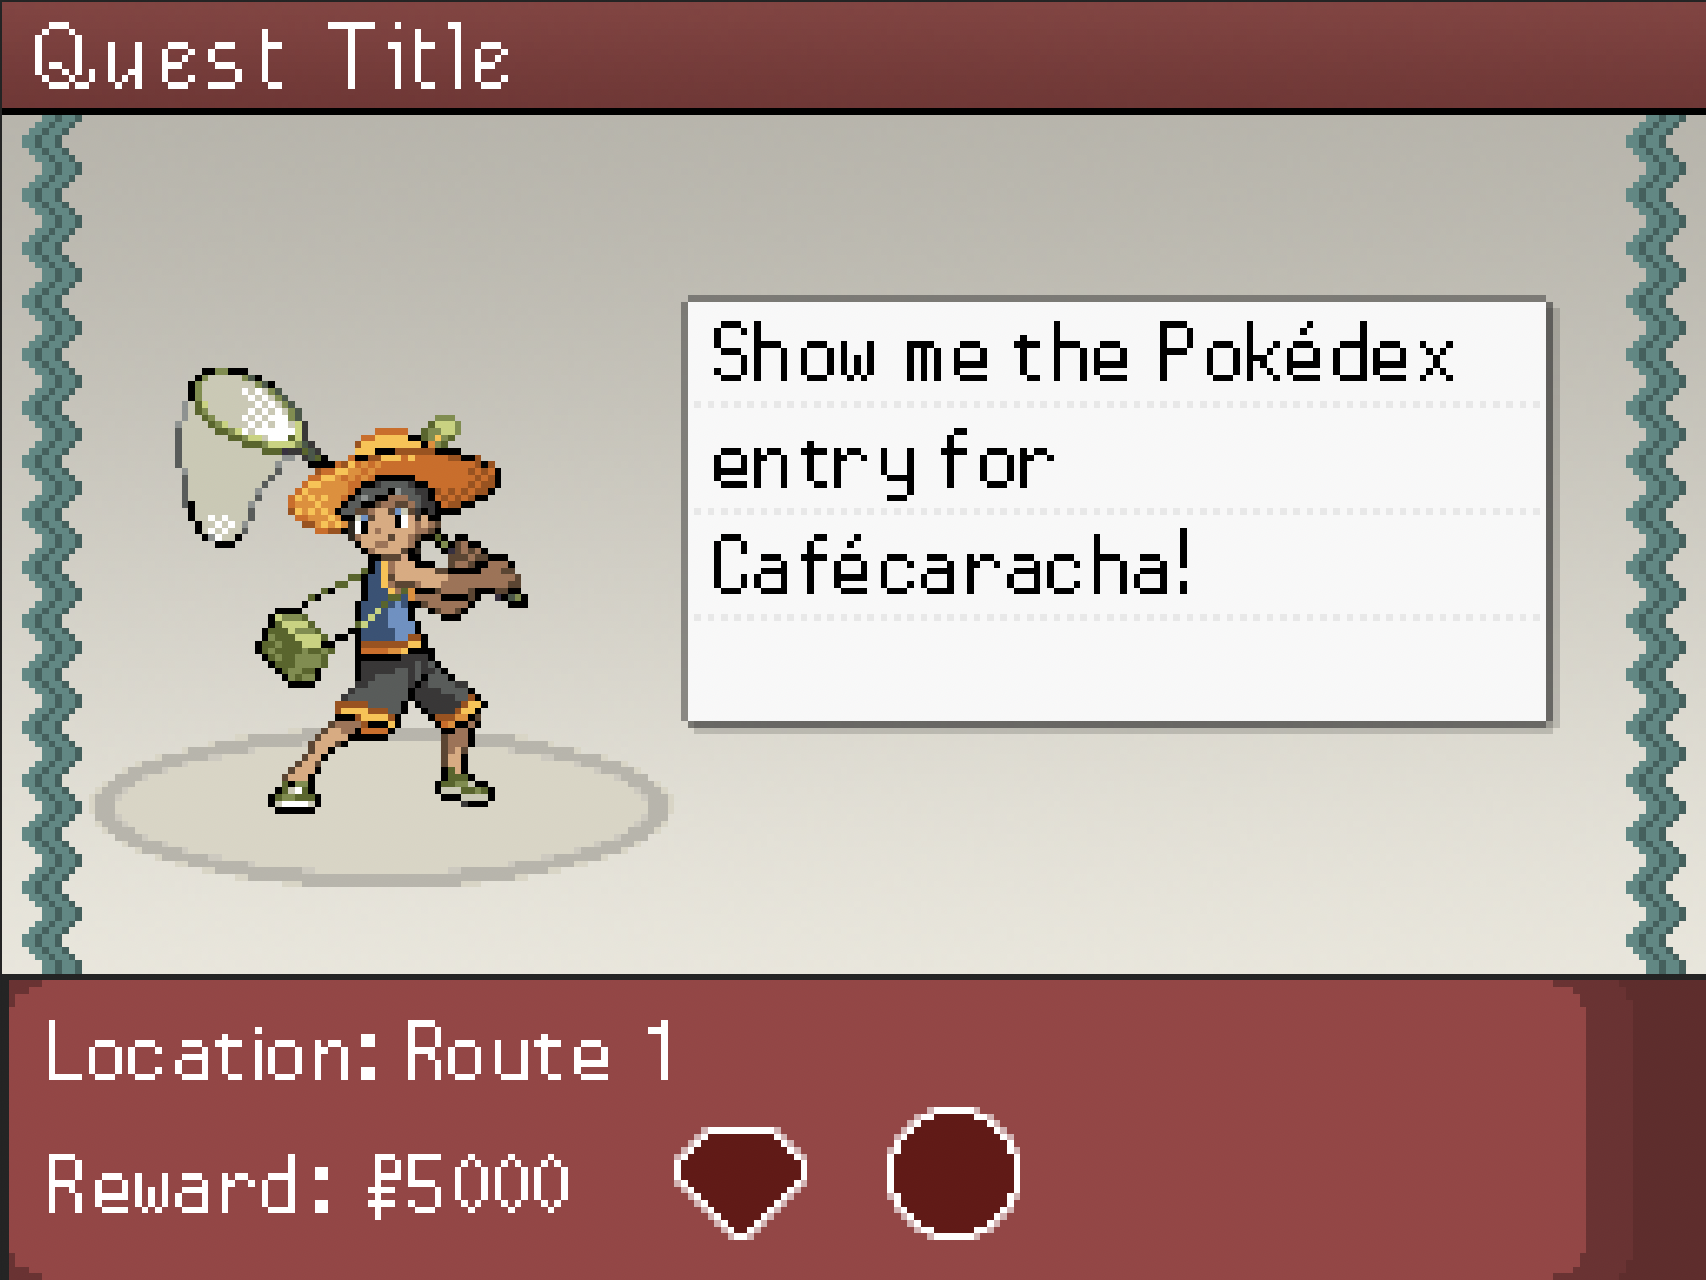 Quest Title
Show me the Pokédex
entry for
Cafécaracha!
Location: Route 1
Reward: ₽5000